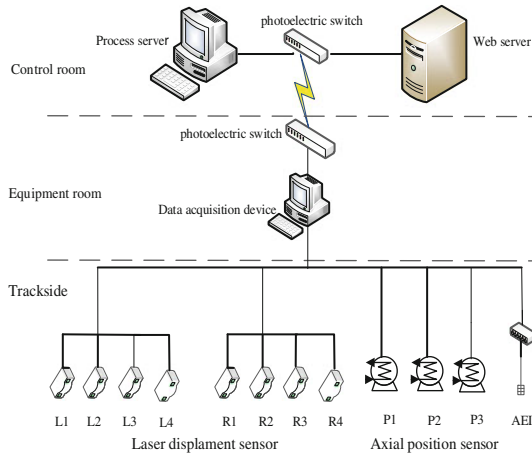 photoelectric switch
Process server
Web server
Control room
photoelectric switch
Equipment room
Data acquisition device
Trackside
L1 L2 L3 L4 R1 R2 R3 R4 P1 P2 P3 AEI
Laser displament sensor Axial position sensor